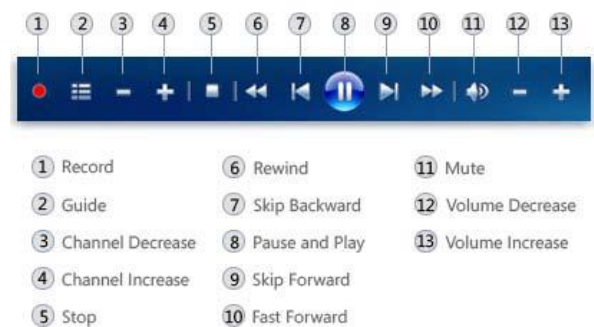 1 2 3 4 5 6 7 8 9 10 11 12 13
1 Record
2 Guide
3 Channel Decrease
4 Channel Increase
5 Stop
6 Rewind
7 Skip Backward
8 Pause and Play
9 Skip Forward
10 Fast Forward
11 Mute
12 Volume Decrease
13 Volume Increase